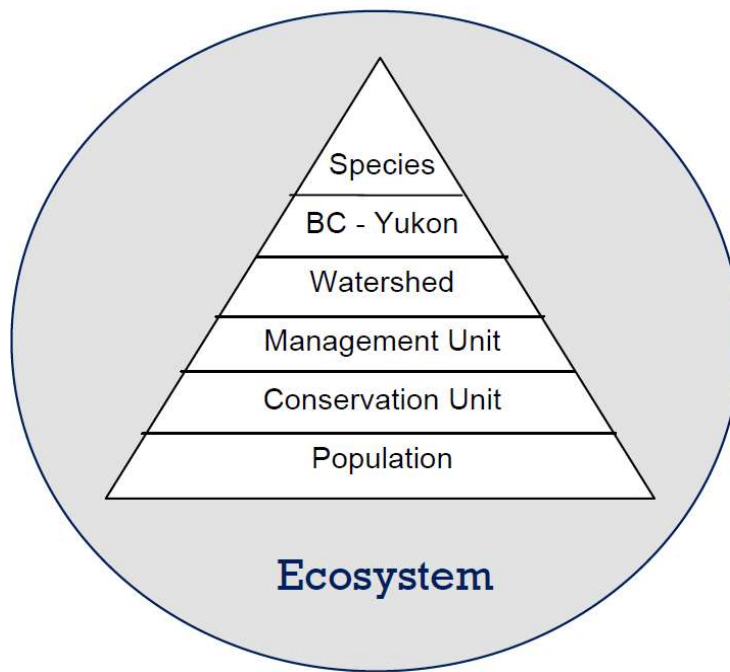 Species
BC - Yukon
Watershed
Management Unit
Conservation Unit
Population
Ecosystem